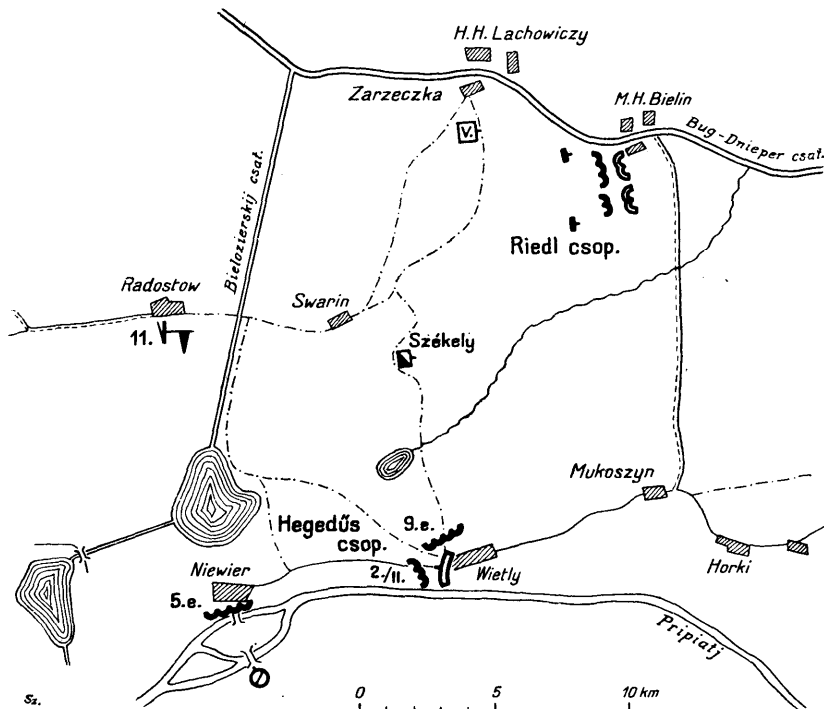 H.H. Lachowiczy
Zarzeczka
V.
M.H. Bielin
Bug-Dnieper csat.
Bielozierskij csat.
Riedl csop.
Radostow
11.
Swarin
Székely
Mukoszyn
Hegedűs
csop.
9.e.
2./II.
Wietly
Horki
Niewier
5.e.
Pripiatj
Sz.
0 5 10 km